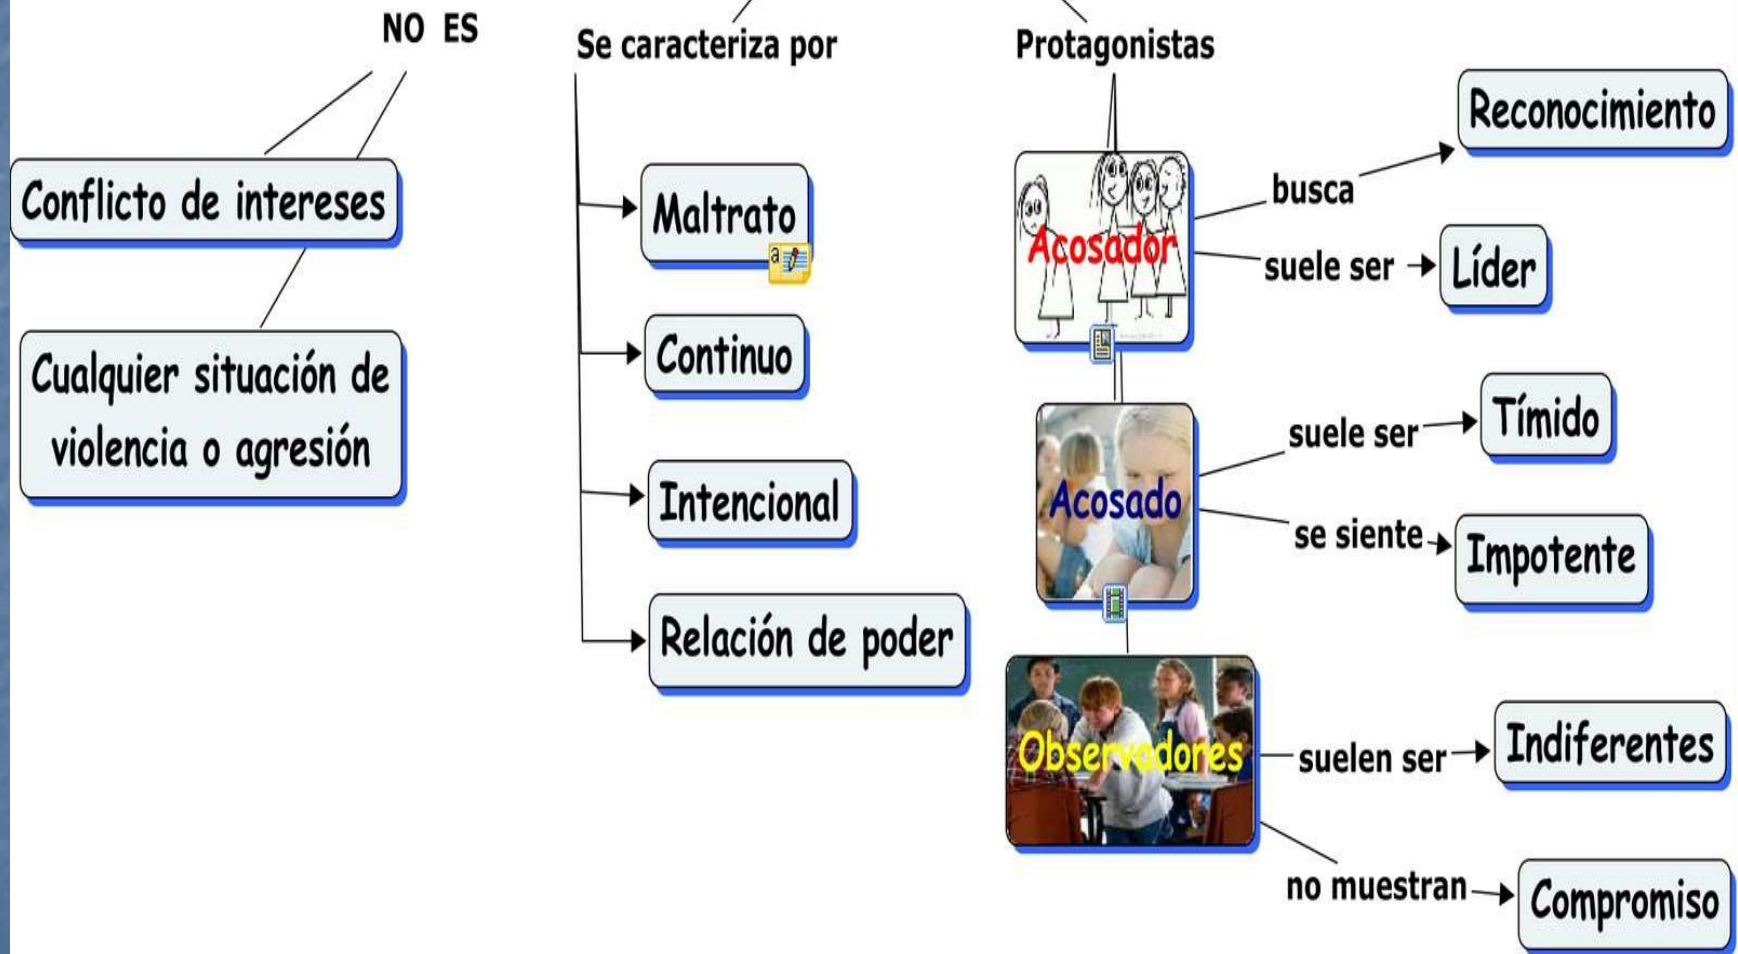 NO ES
Conflicto de intereses
Cualquier situación de
violencia o agresión
Se caracteriza por
Maltrato
a
Continuo
Intencional
Relación de poder
Protagonistas
Acosador
busca
Reconocimiento
suele ser
Líder
Acosado
suele ser
Tímido
se siente
Impotente
Observadores
suelen ser
Indiferentes
no muestran
Compromiso